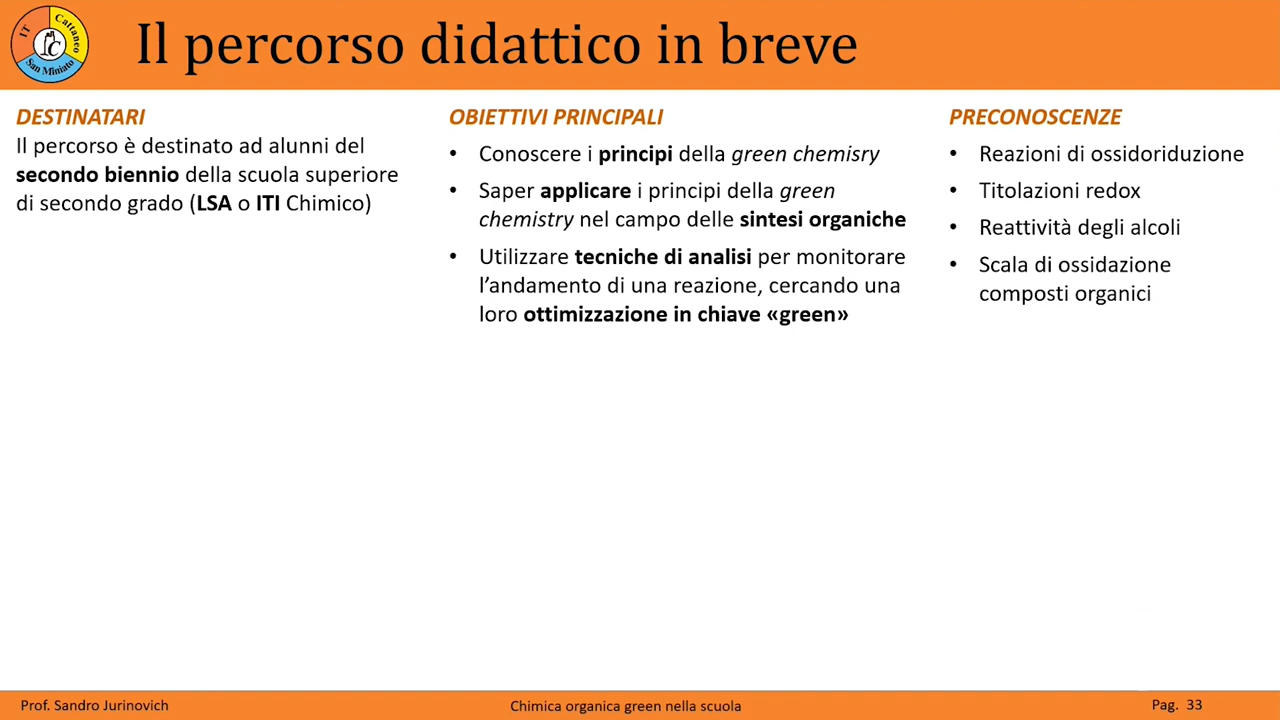 IT Cattaneo
San Miniato
Il percorso didattico in breve
DESTINATARI
Il percorso è destinato ad alunni del
secondo biennio della scuola superiore
di secondo grado (LSA o ITI Chimico)
OBIETTIVI PRINCIPALI
• Conoscere i principi della green chemisry
• Saper applicare i principi della green
chemistry nel campo delle sintesi organiche
• Utilizzare tecniche di analisi per monitorare
l’andamento di una reazione, cercando una
loro ottimizzazione in chiave «green»
PRECONOSCENZE
• Reazioni di ossidoriduzione
• Titolazioni redox
• Reattività degli alcoli
• Scala di ossidazione
composti organici
Prof. Sandro Jurinovich
Chimica organica green nella scuola
Pag. 33